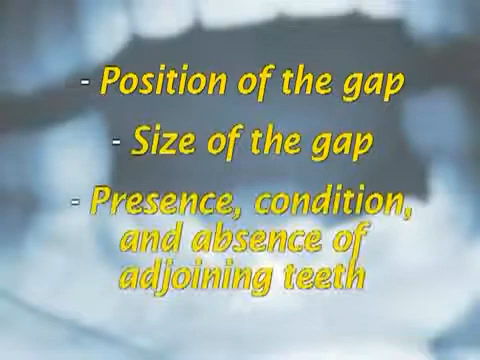 - Position of the gap
- Size of the gap
- Presence, condition,
and absence of
adjoining teeth